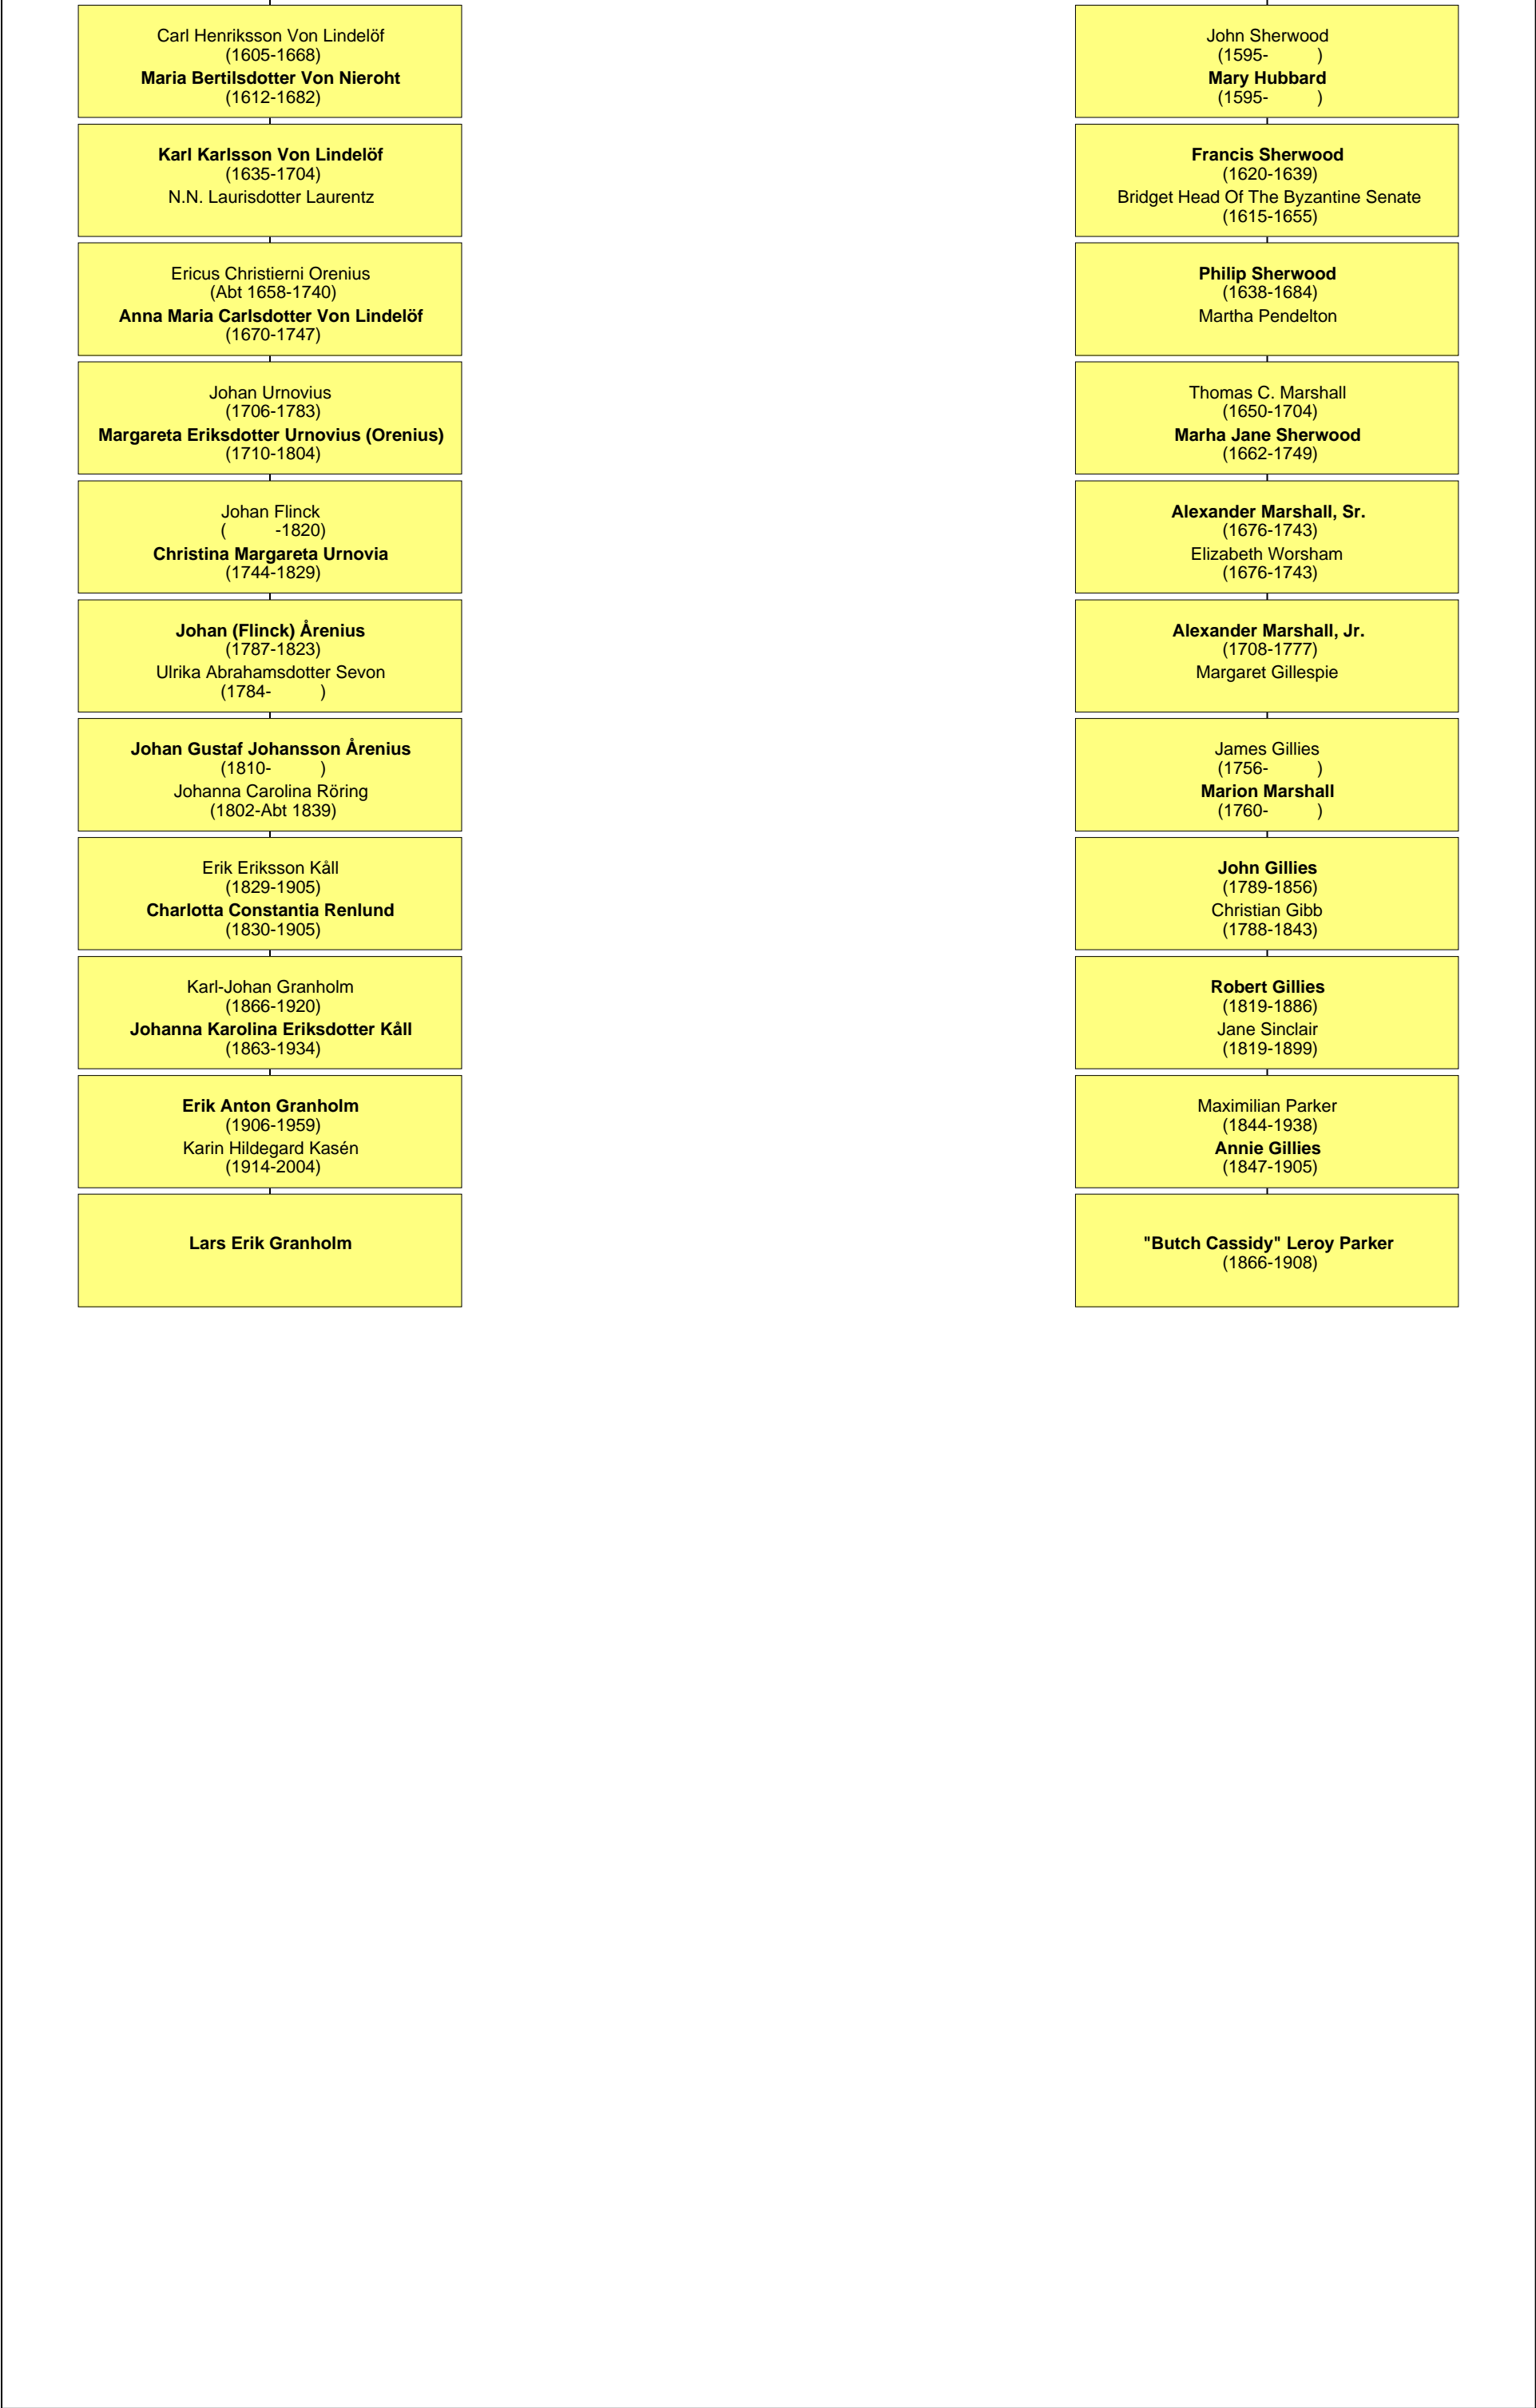 Carl Henriksson Von Lindelöf
(1605-1668)
Maria Bertilsdotter Von Nieroht
(1612-1682)
Karl Karlsson Von Lindelöf
(1635-1704)
N.N. Laurisdotter Laurentz
Ericus Christierni Orenius
(Abt 1658-1740)
Anna Maria Carlsdotter Von Lindelöf
(1670-1747)
Johan Urnovius
(1706-1783)
Margareta Eriksdotter Urnovius (Orenius)
(1710-1804)
Johan Flinck
( -1820)
Christina Margareta Urnovia
(1744-1829)
Johan (Flinck) Årenius
(1787-1823)
Ulrika Abrahamsdotter Sevon
(1784- )
Johan Gustaf Johansson Årenius
(1810- )
Johanna Carolina Röring
(1802-Abt 1839)
Erik Eriksson Kåll
(1829-1905)
Charlotta Constantia Renlund
(1830-1905)
Karl-Johan Granholm
(1866-1920)
Johanna Karolina Eriksdotter Kåll
(1863-1934)
Erik Anton Granholm
(1906-1959)
Karin Hildegard Kasén
(1914-2004)
Lars Erik Granholm
John Sherwood
(1595- )
Mary Hubbard
(1595- )
Francis Sherwood
(1620-1639)
Bridget Head Of The Byzantine Senate
(1615-1655)
Philip Sherwood
(1638-1684)
Martha Pendelton
Thomas C. Marshall
(1650-1704)
Marha Jane Sherwood
(1662-1749)
Alexander Marshall, Sr.
(1676-1743)
Elizabeth Worsham
(1676-1743)
Alexander Marshall, Jr.
(1708-1777)
Margaret Gillespie
James Gillies
(1756- )
Marion Marshall
(1760- )
John Gillies
(1789-1856)
Christian Gibb
(1788-1843)
Robert Gillies
(1819-1886)
Jane Sinclair
(1819-1899)
Maximilian Parker
(1844-1938)
Annie Gillies
(1847-1905)
"Butch Cassidy" Leroy Parker
(1866-1908)